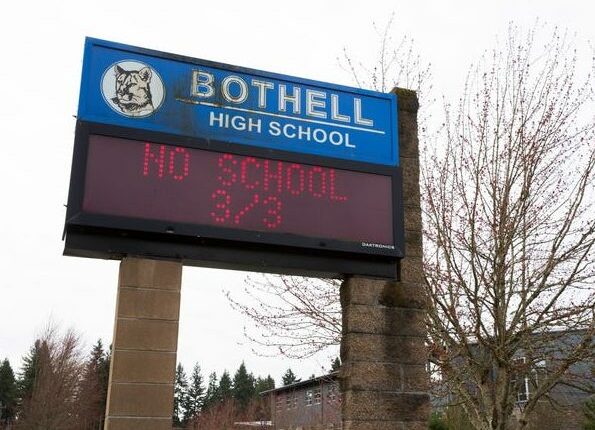 BOTHELL
HIGH SCHOOL
NO SCHOOL
3/3
DAKTRONICS